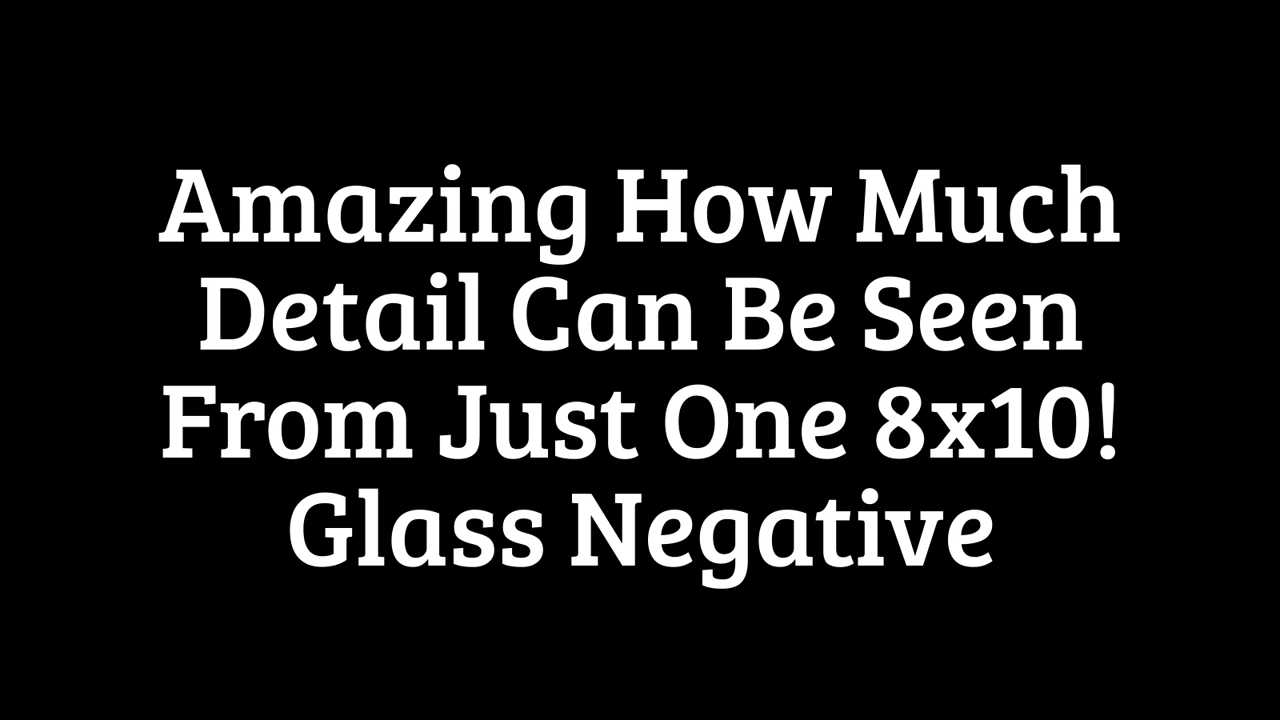 Amazing How Much
Detail Can Be Seen
From Just One 8x10!
Glass Negative